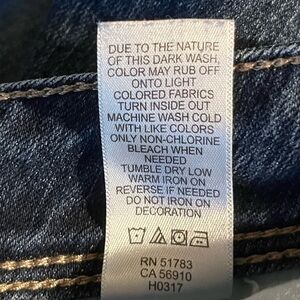 DUE TO THE NATURE
OF THIS DARK WASH,
COLOR MAY RUB OFF
ONTO LIGHT
COLORED FABRICS
TURN INSIDE OUT
MACHINE WASH COLD
WITH LIKE COLORS
ONLY NON-CHLORINE
BLEACH WHEN
NEEDED
TUMBLE DRY LOW
WARM IRON ON
REVERSE IF NEEDED
DO NOT IRON ON
DECORATION
RN 51783
CA 56910
H0317